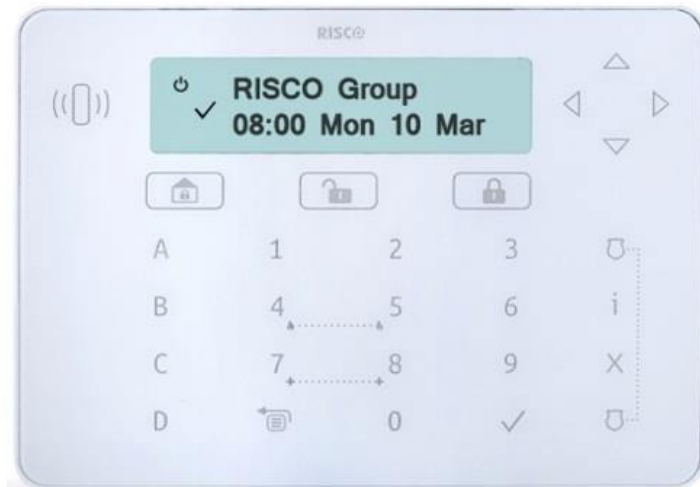 RISCO
RISCO Group
08:00 Mon 10 Mar
A 1 2 3
B 4 5 6 i
C 7 8 9 X
D 0